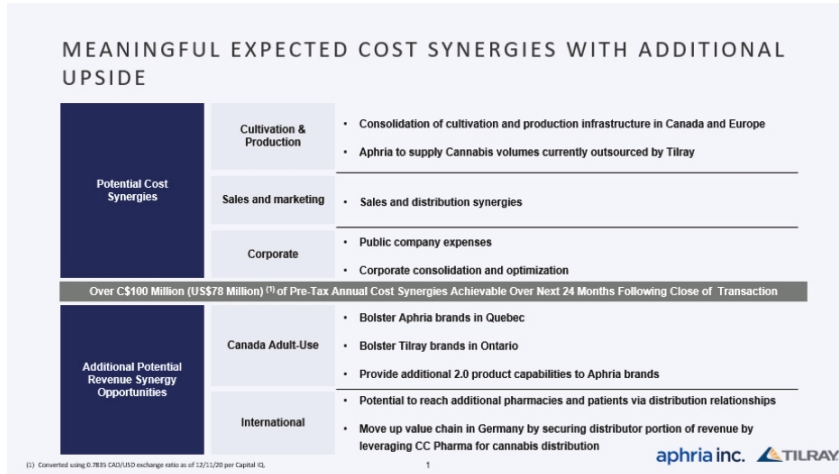 MEANINGFUL EXPECTED COST SYNERGIES WITH ADDITIONAL
UPSIDE
Potential Cost
Synergies
Cultivation &
Production
• Consolidation of cultivation and production infrastructure in Canada and Europe
• Aphria to supply Cannabis volumes currently outsourced by Tilray
Sales and marketing
• Sales and distribution synergies
Corporate
• Public company expenses
• Corporate consolidation and optimization
Over C$100 Million (US$78 Million) (1) of Pre-Tax Annual Cost Synergies Achievable Over Next 24 Months Following Close of Transaction
Additional Potential
Revenue Synergy
Opportunities
Canada Adult-Use
• Bolster Aphria brands in Quebec
• Bolster Tilray brands in Ontario
• Provide additional 2.0 product capabilities to Aphria brands
International
• Potential to reach additional pharmacies and patients via distribution relationships
• Move up value chain in Germany by securing distributor portion of revenue by
leveraging CC Pharma for cannabis distribution
(1) Converted using 0.7835 CAD/USD exchange ratio as of 12/11/20 per Capital IQ.
1
aphria inc.
TILRAY